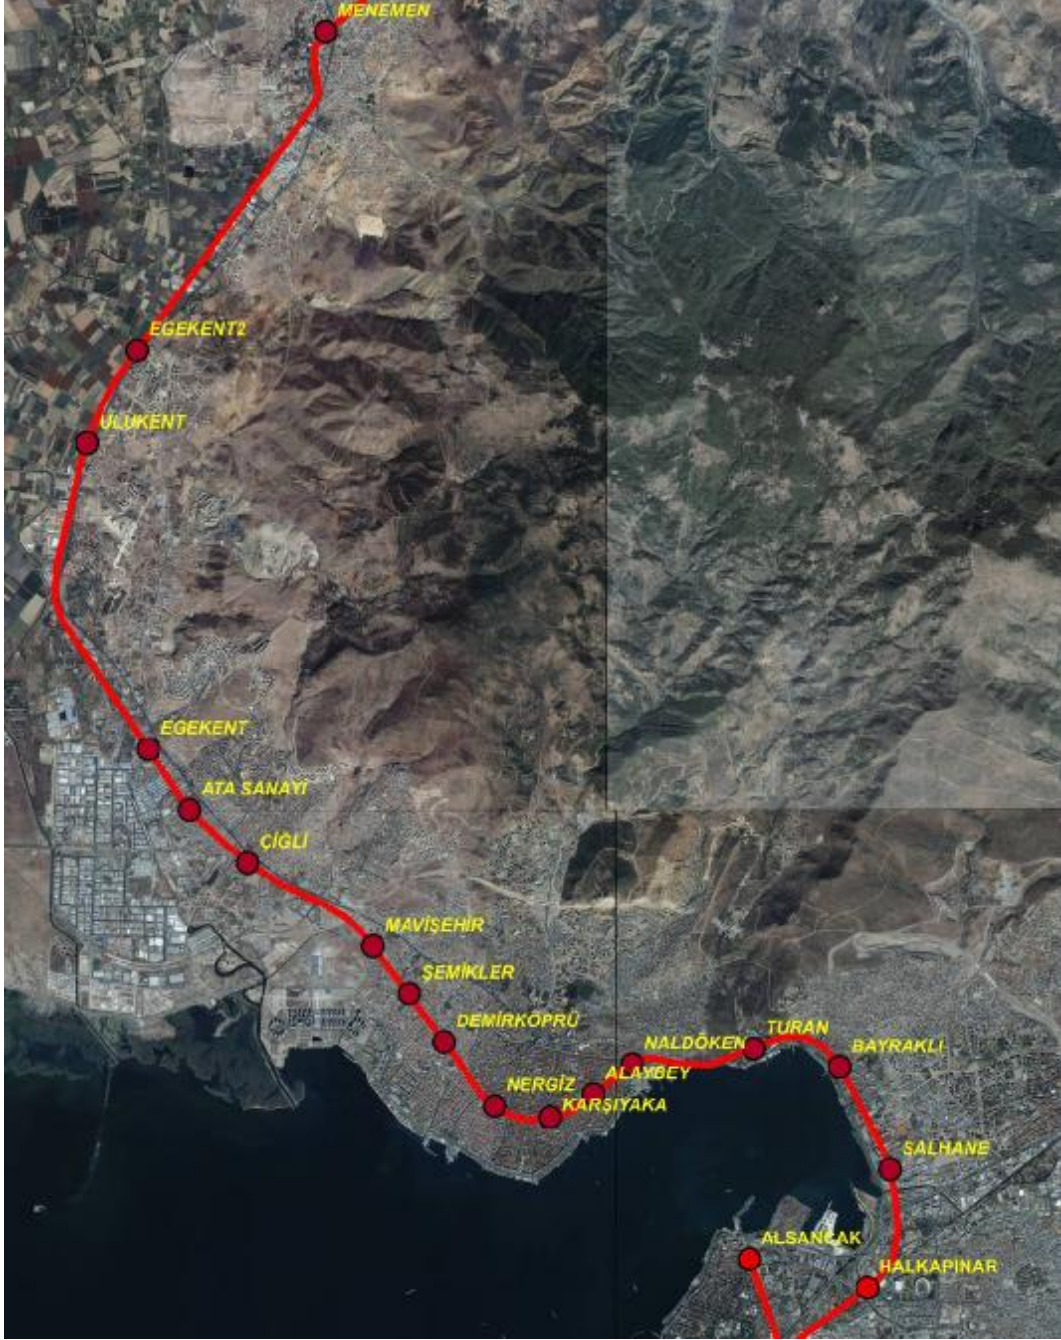 MENEMEN
EGEKENT2
ULUKENT
EGEKENT
ATA SANAYİ
ÇİĞLİ
MAVİŞEHİR
ŞEMİKLER
DEMİRKÖPRÜ
NALDÖKEN
TURAN
BAYRAKLI
NERGİZ
ALAYBEY
KARŞIYAKA
SALHANE
ALSANCAK
HALKAPINAR